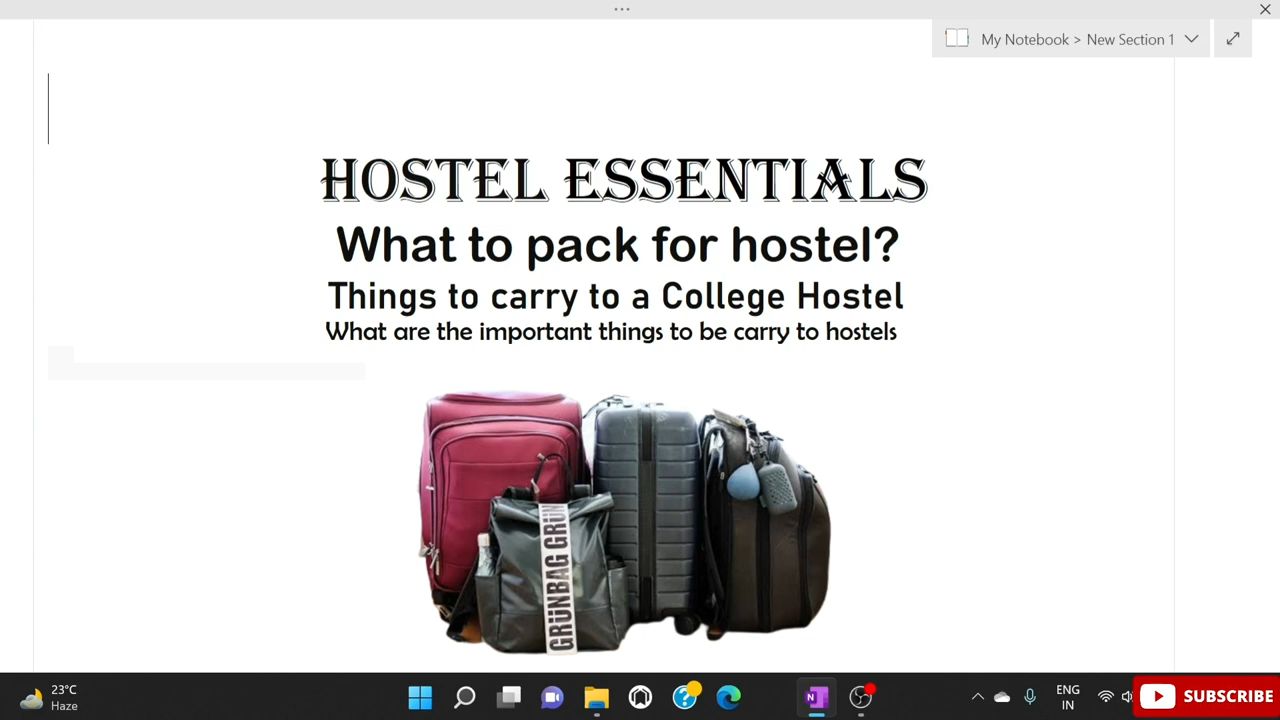 My Notebook > New Section 1
HOSTEL ESSENTIALS
What to pack for hostel?
Things to carry to a College Hostel
What are the important things to be carry to hostels
GRÜNBAG GRÜN
23°C
Haze
ENG
IN
SUBSCRIBE